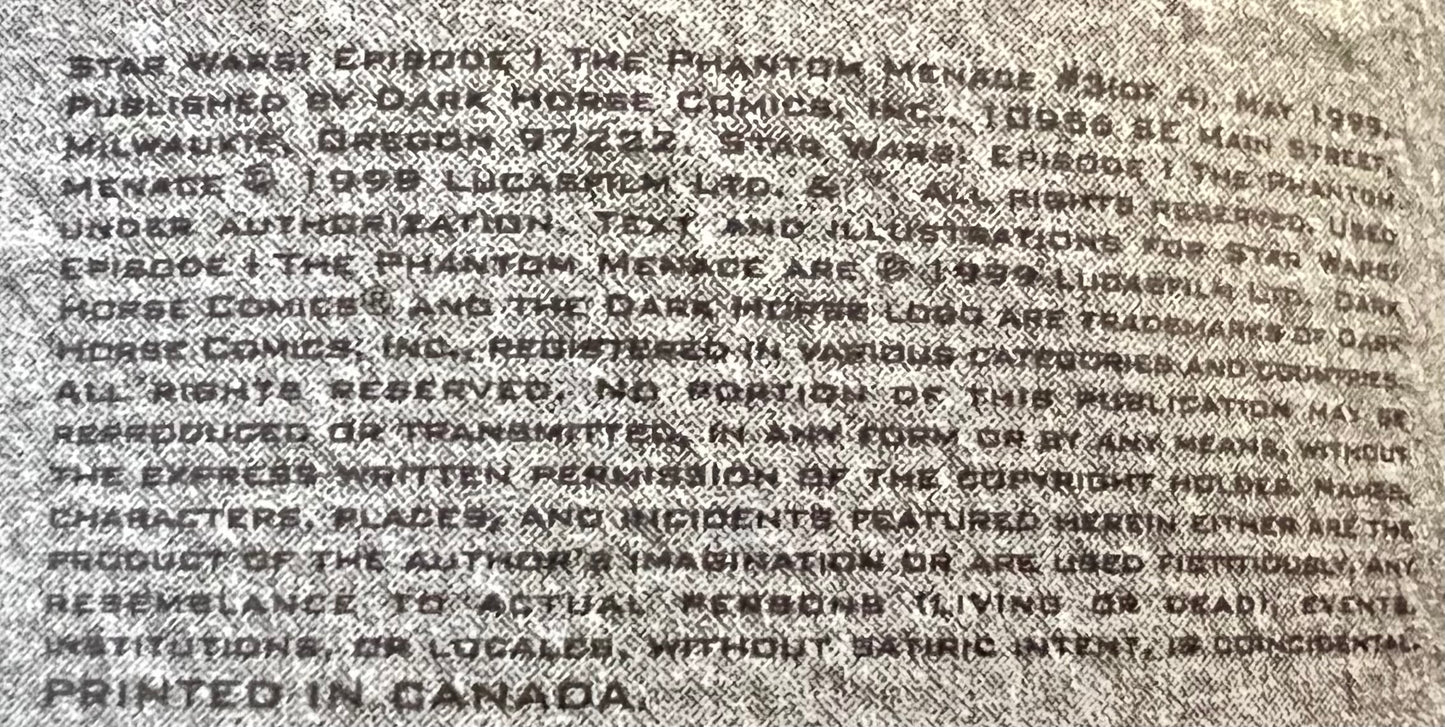 STAR WARS: EPISODE I THE PHANTOM MENACE #3(OF 4), MAY 1999.
PUBLISHED BY DARK HORSE COMICS, INC., 10956 SE MAIN STREET,
MILWAUKIE, OREGON 97222. STAR WARS: EPISODE I THE PHANTOM
MENACE © 1999 LUCASFILM LTD. & ™. ALL RIGHTS RESERVED. USED
UNDER AUTHORIZATION. TEXT AND ILLUSTRATIONS FOR STAR WARS:
EPISODE I THE PHANTOM MENACE ARE © 1999 LUCASFILM LTD. DARK
HORSE COMICS® AND THE DARK HORSE LOGO ARE TRADEMARKS OF DARK
HORSE COMICS, INC., REGISTERED IN VARIOUS CATEGORIES AND COUNTRIES.
ALL RIGHTS RESERVED. NO PORTION OF THIS PUBLICATION MAY BE
REPRODUCED OR TRANSMITTED, IN ANY FORM OR BY ANY MEANS, WITHOUT
THE EXPRESS WRITTEN PERMISSION OF THE COPYRIGHT HOLDER. NAMES,
CHARACTERS, PLACES, AND INCIDENTS FEATURED HEREIN EITHER ARE THE
PRODUCT OF THE AUTHOR'S IMAGINATION OR ARE USED FICTITIOUSLY. ANY
RESEMBLANCE TO ACTUAL PERSONS (LIVING OR DEAD), EVENTS,
INSTITUTIONS, OR LOCALES, WITHOUT SATIRIC INTENT, IS COINCIDENTAL.
PRINTED IN CANADA.